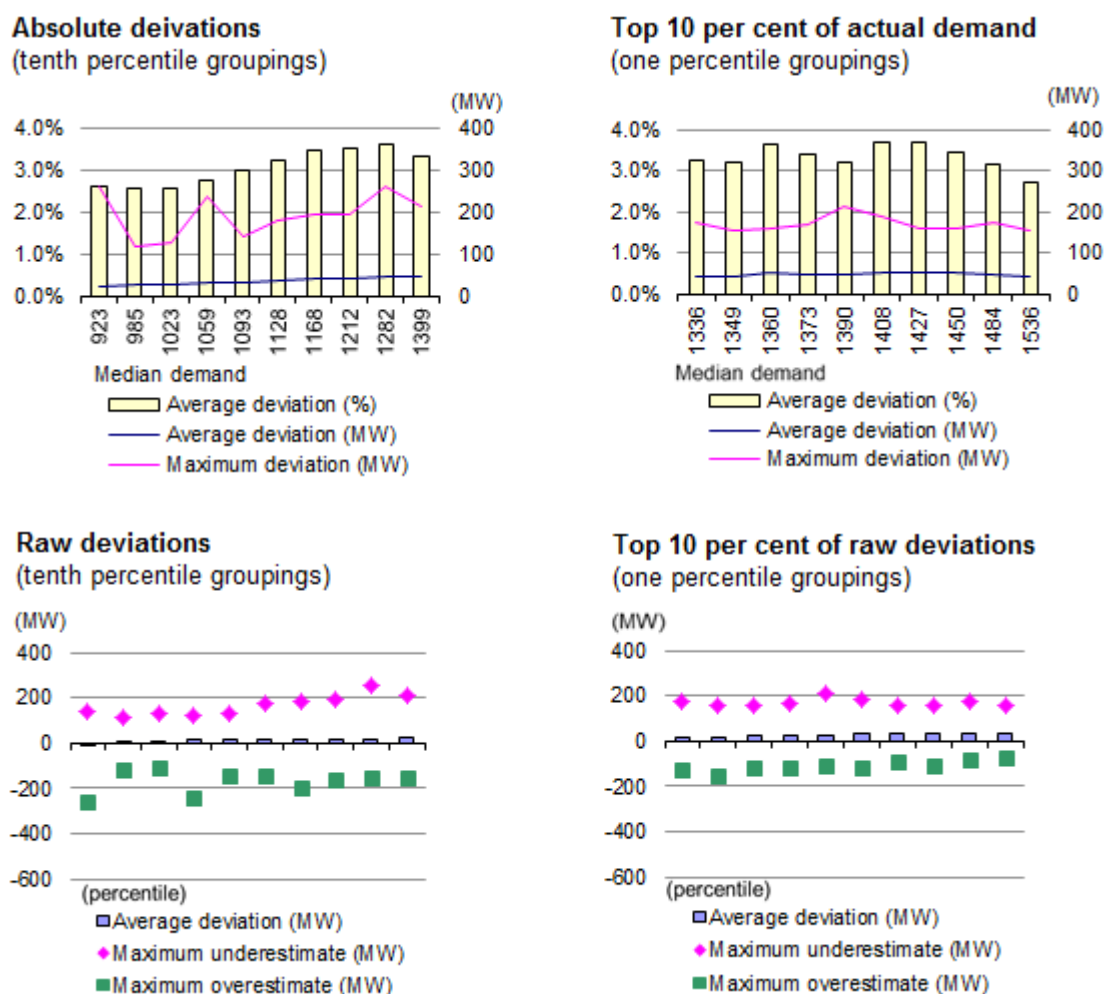 Absolute deivations
(tenth percentile groupings)
(MW)
4.0%
3.0%
2.0%
1.0%
0.0%
400
300
200
100
0
923
985
1023
1059
1093
1128
1168
1212
1282
1399
Median demand
Average deviation (%)
Average deviation (MW)
Maximum deviation (MW)
Top 10 per cent of actual demand
(one percentile groupings)
(MW)
4.0%
3.0%
2.0%
1.0%
0.0%
400
300
200
100
0
1336
1349
1360
1373
1390
1408
1427
1450
1484
1536
Median demand
Average deviation (%)
Average deviation (MW)
Maximum deviation (MW)
Raw deviations
(tenth percentile groupings)
(MW)
400
200
0
-200
-400
-600
(percentile)
Average deviation (MW)
Maximum underestimate (MW)
Maximum overestimate (MW)
Top 10 per cent of raw deviations
(one percentile groupings)
(MW)
400
200
0
-200
-400
-600
(percentile)
Average deviation (MW)
Maximum underestimate (MW)
Maximum overestimate (MW)